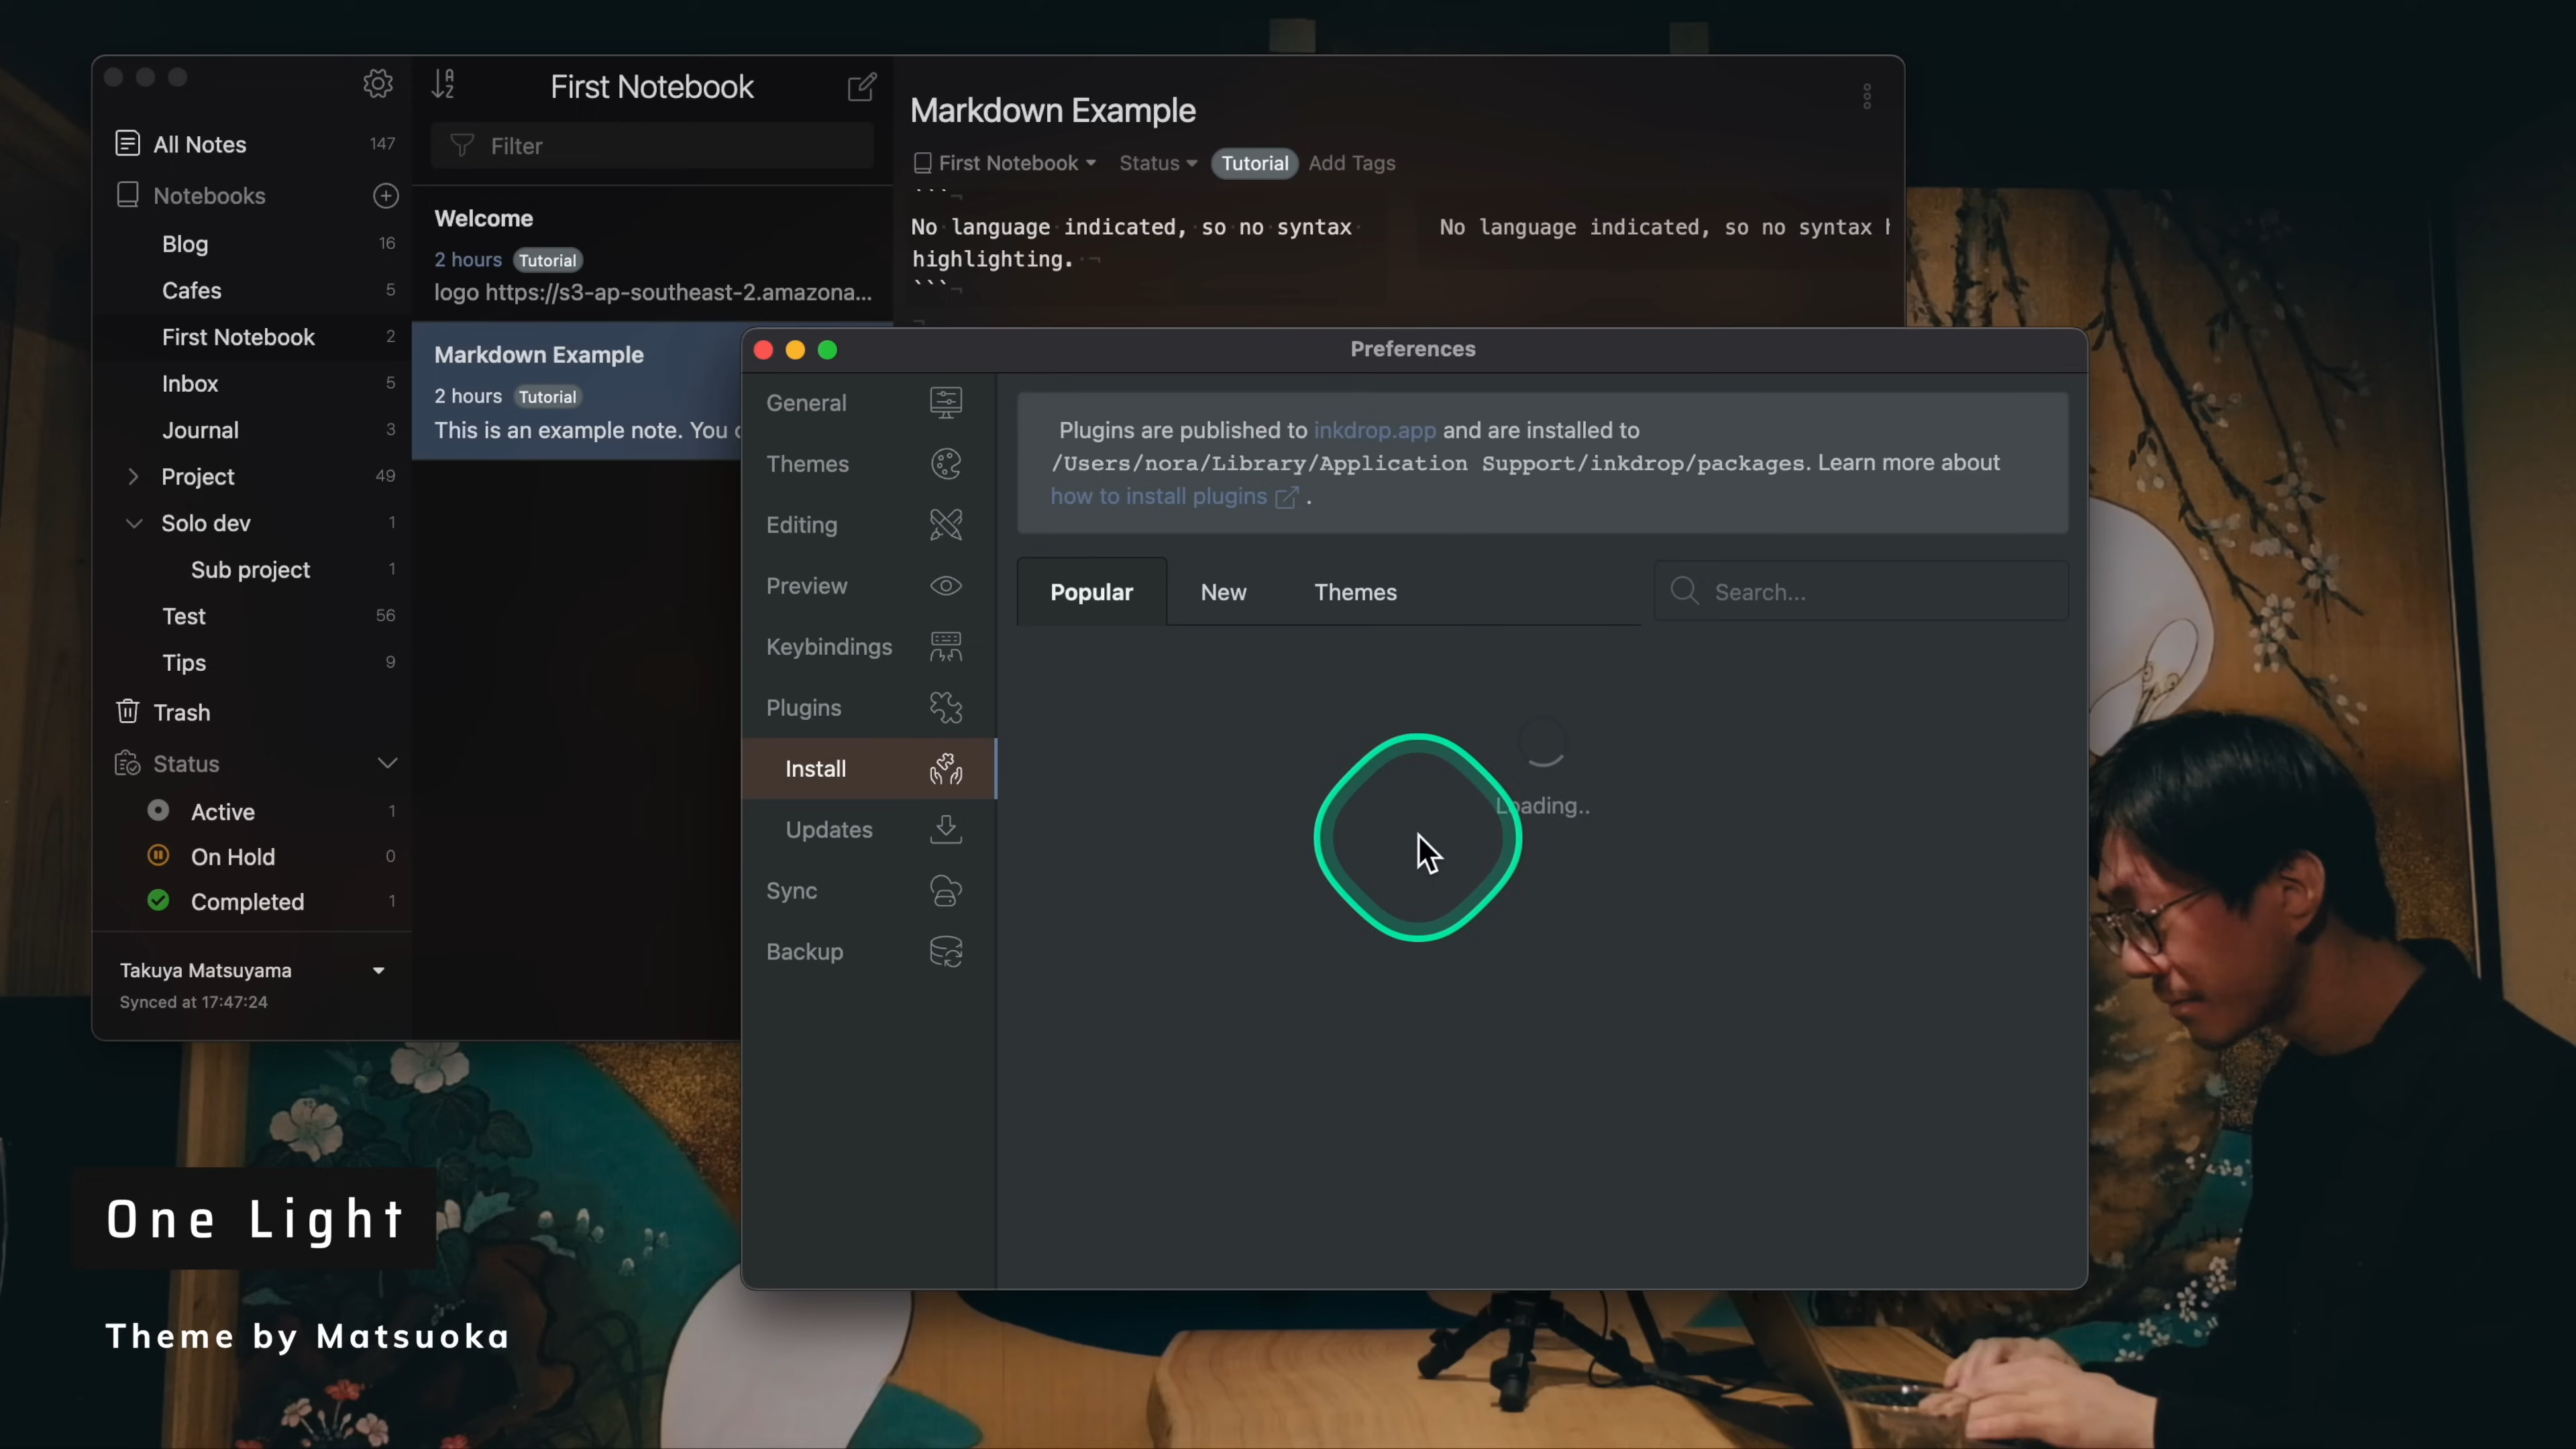 First Notebook
Filter
All Notes 147
Notebooks
Blog 16
Cafes 5
First Notebook 2
Inbox 5
Journal 3
Project 49
Solo dev 1
Sub project 1
Test 56
Tips 9
Trash
Status
Active 1
On Hold 0
Completed 1
Takuya Matsuyama
Synced at 17:47:24
Welcome
2 hours Tutorial
logo https://s3-ap-southeast-2.amazona...
Markdown Example
2 hours Tutorial
This is an example note. You
Markdown Example
First Notebook Status Tutorial Add Tags
```
No language indicated, so no syntax
highlighting.
```
No language indicated, so no syntax
Preferences
General
Themes
Editing
Preview
Keybindings
Plugins
Install
Updates
Sync
Backup
Plugins are published to inkdrop.app and are installed to
/Users/nora/Library/Application Support/inkdrop/packages. Learn more about
how to install plugins .
Popular New Themes Search...
Loading..
One Light
Theme by Matsuoka